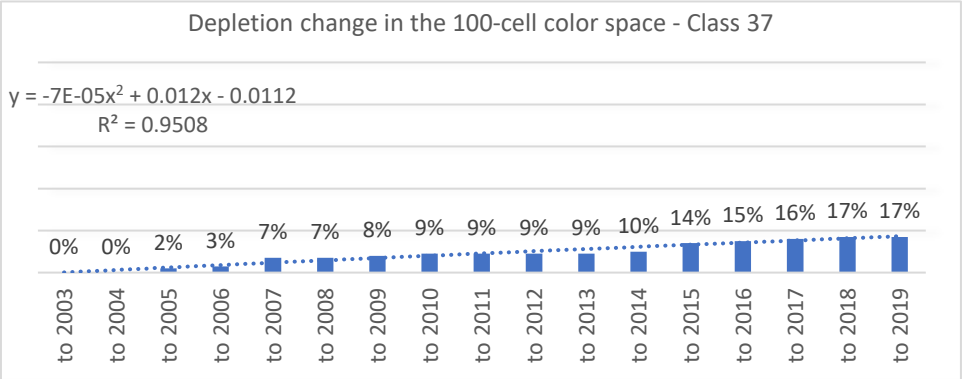 Depletion change in the 100-cell color space - Class 37
y = -7E-05x² + 0.012x - 0.0112
R² = 0.9508
0% 0% 2% 3% 7% 7% 8% 9% 9% 9% 9% 10% 14% 15% 16% 17% 17%
to 2003
to 2004
to 2005
to 2006
to 2007
to 2008
to 2009
to 2010
to 2011
to 2012
to 2013
to 2014
to 2015
to 2016
to 2017
to 2018
to 2019